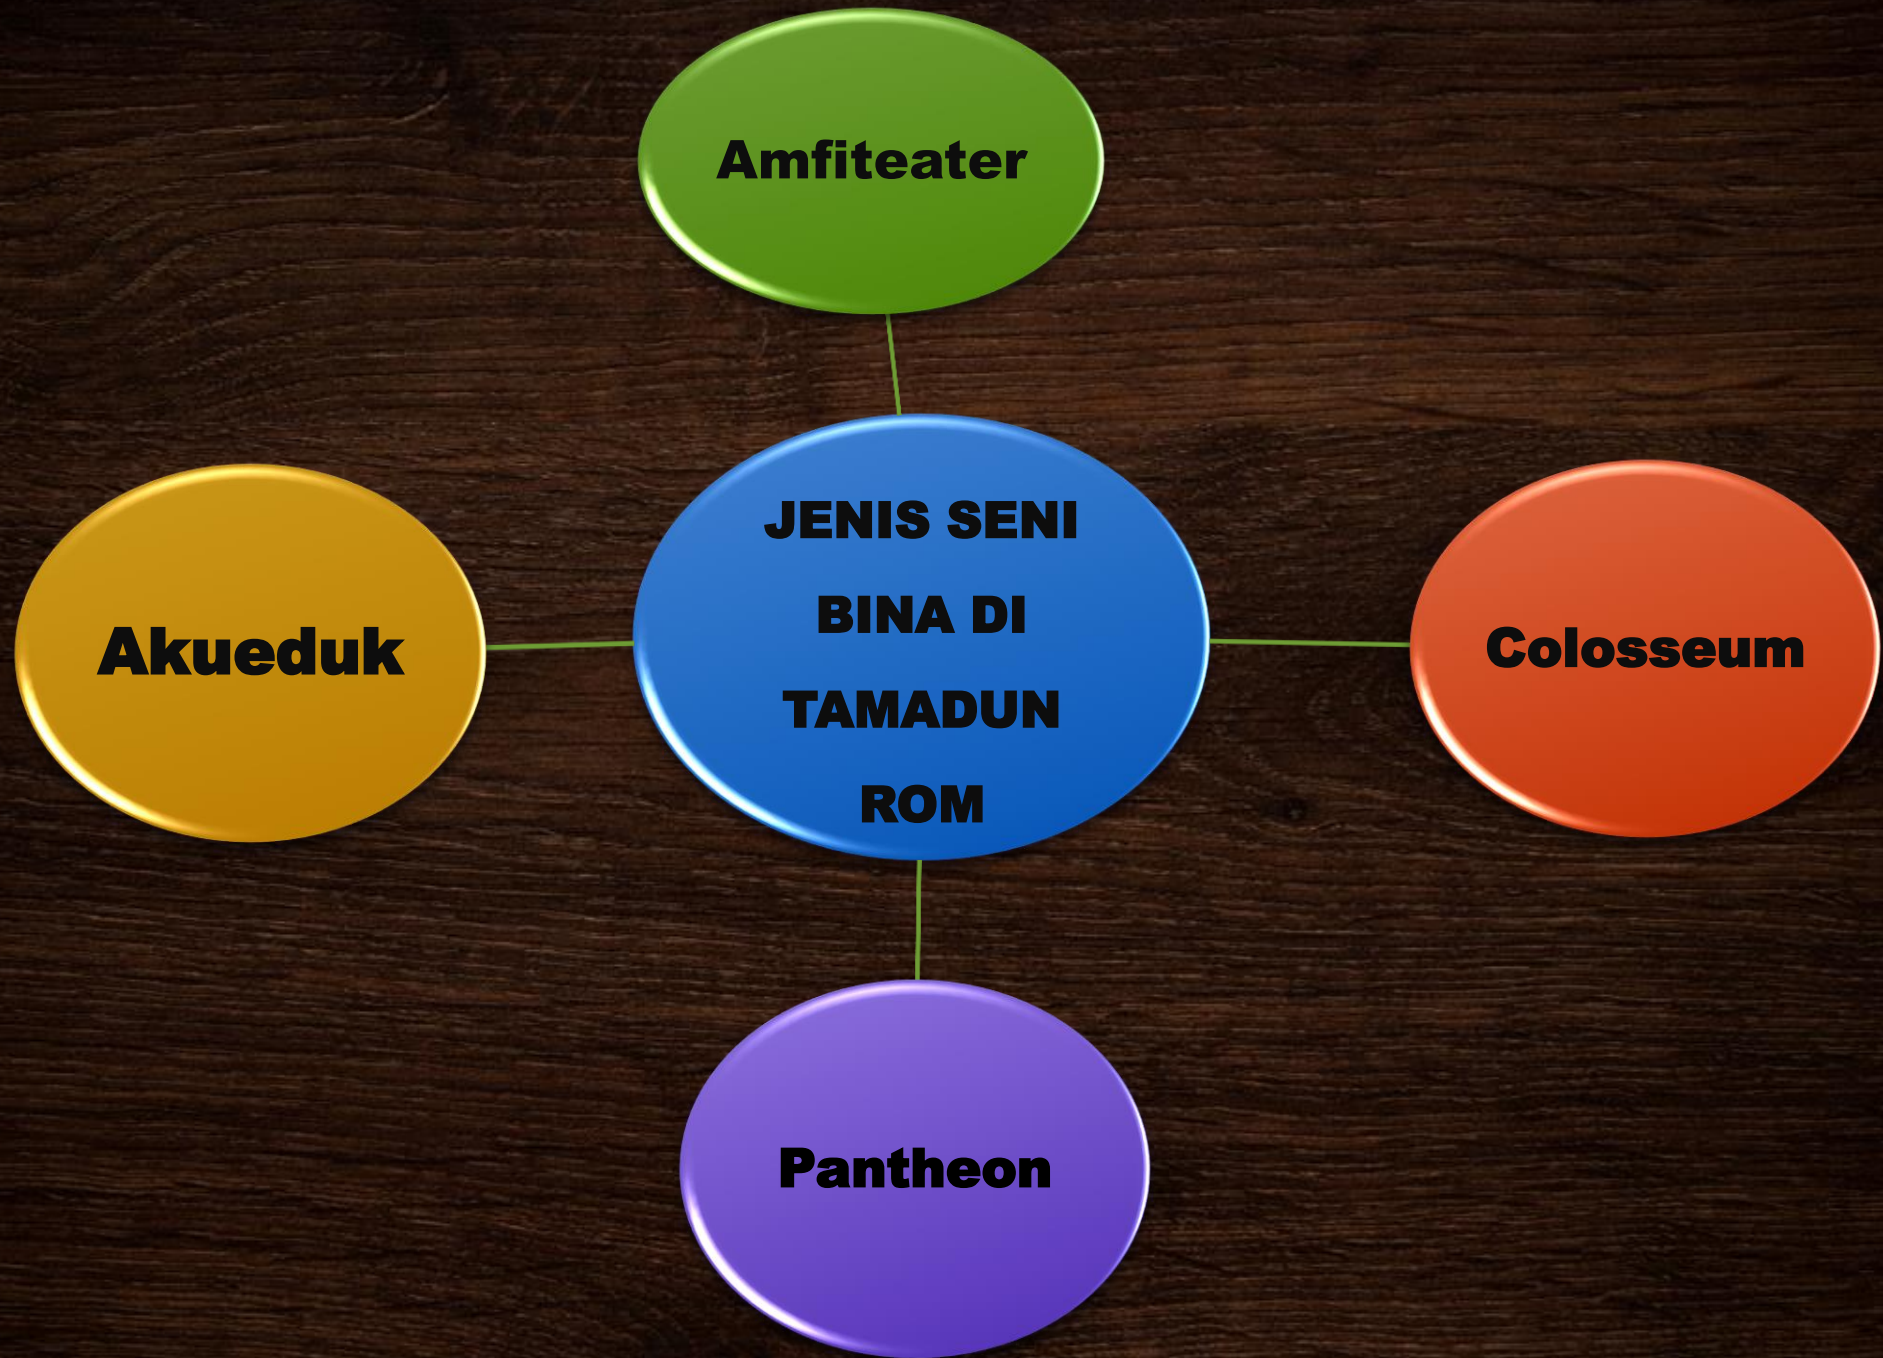 Amfiteater
JENIS SENI
BINA DI
TAMADUN
ROM
Akueduk
Colosseum
Pantheon